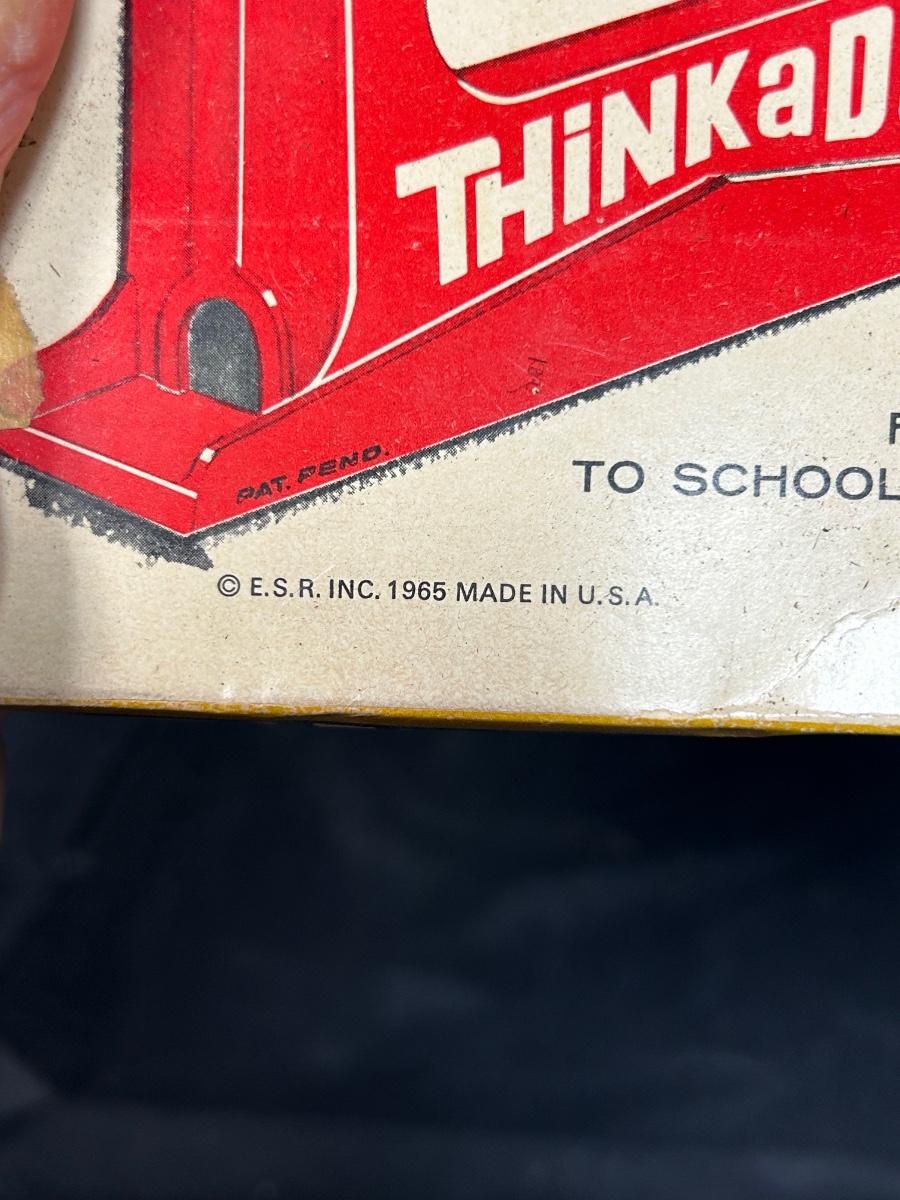 THiNKaD
PAT. PEND.
TO SCHOOL
© E.S.R. INC. 1965 MADE IN U.S.A.